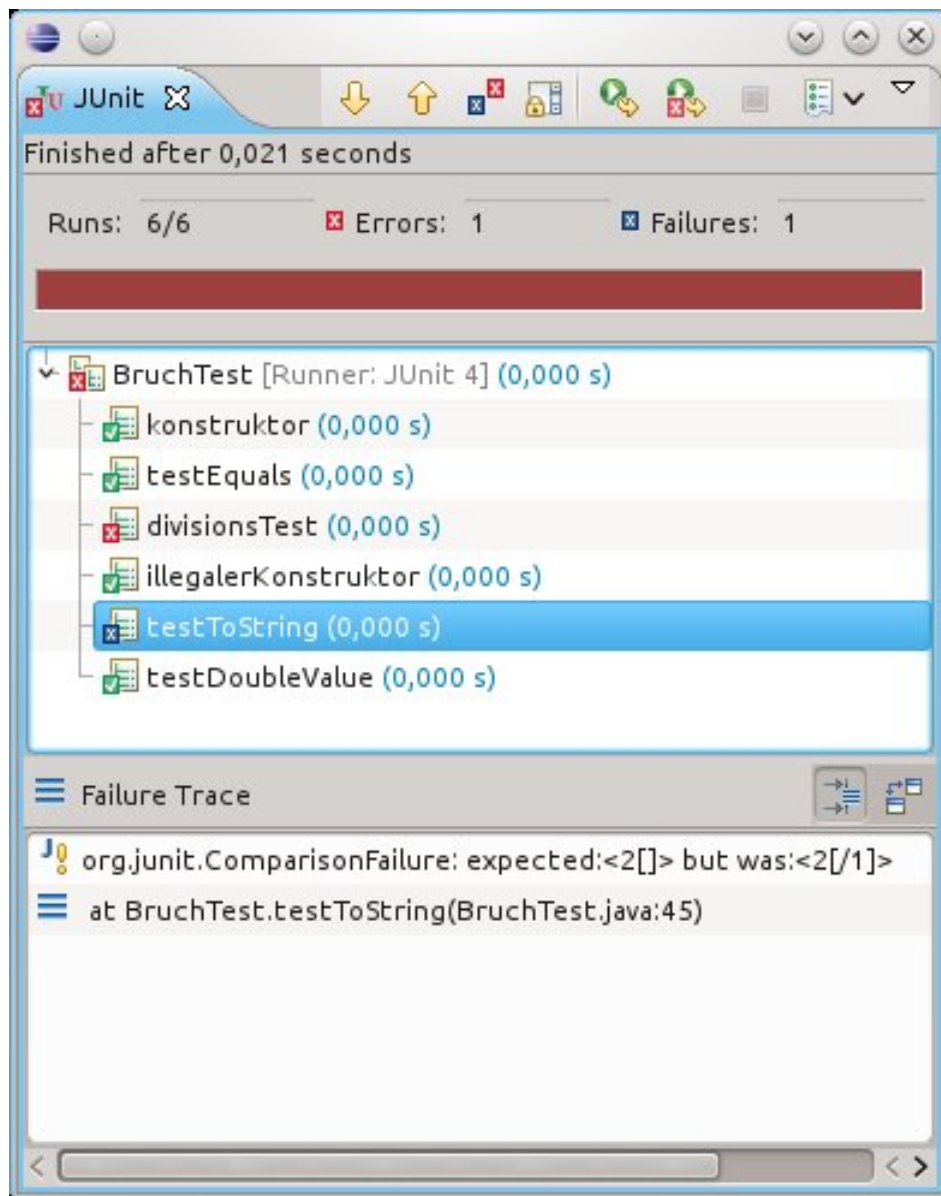 JUnit
Finished after 0,021 seconds
Runs: 6/6 Errors: 1 Failures: 1
BruchTest [Runner: JUnit 4] (0,000 s)
konstruktor (0,000 s)
testEquals (0,000 s)
divisionsTest (0,000 s)
illegalerKonstruktor (0,000 s)
testToString (0,000 s)
testDoubleValue (0,000 s)
Failure Trace
org.junit.ComparisonFailure: expected:<2[]> but was:<2[/1]>
at BruchTest.testToString(BruchTest.java:45)